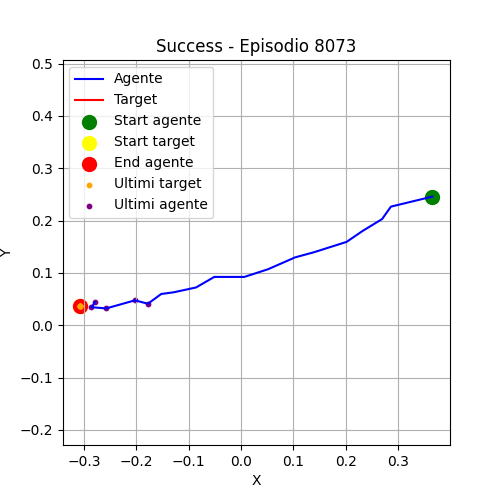 Success - Episodio 8073
0.5
0.4
0.3
0.2
0.1
0.0
−0.1
−0.2
Y
Agente
Target
Start agente
Start target
End agente
Ultimi target
Ultimi agente
−0.3 −0.2 −0.1 0.0 0.1 0.2 0.3
X